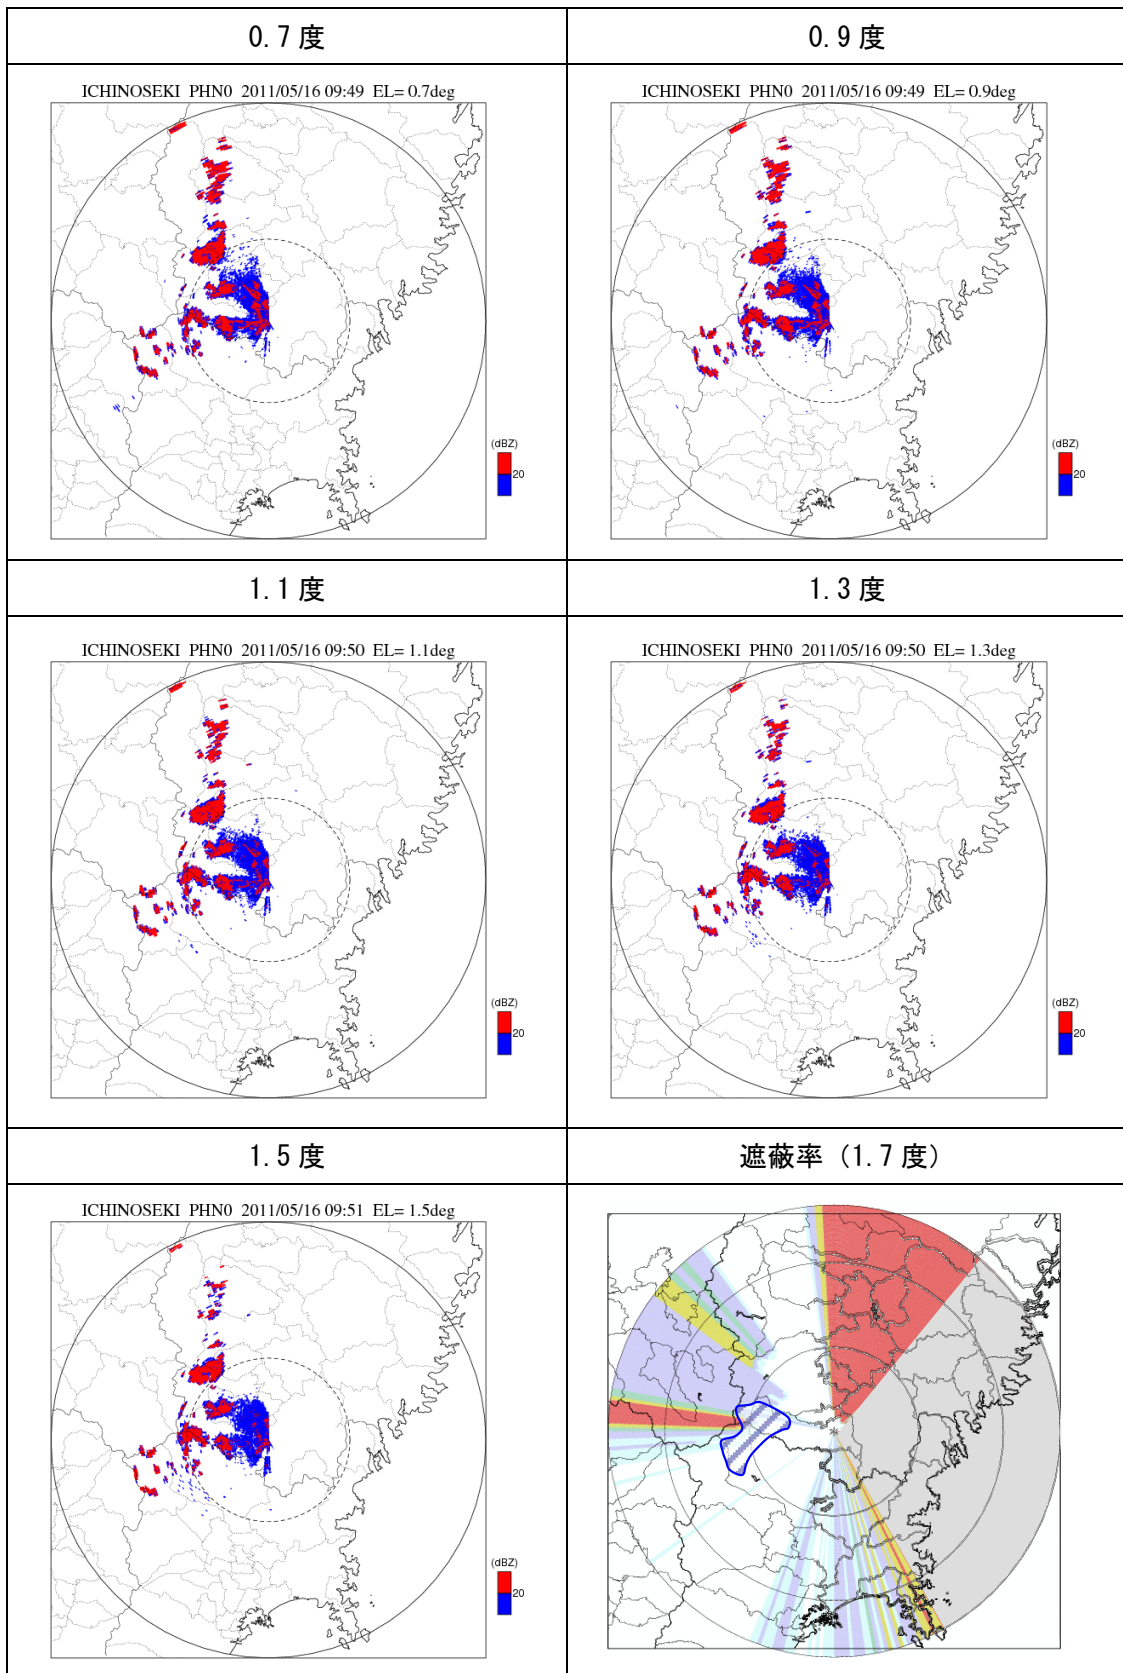 0.7度
0.9度
ICHINOSEKI PHN0 2011/05/16 09:49 EL= 0.7deg
(dBZ)
20
ICHINOSEKI PHN0 2011/05/16 09:49 EL= 0.9deg
(dBZ)
20
1.1度
1.3度
ICHINOSEKI PHN0 2011/05/16 09:50 EL= 1.1deg
(dBZ)
20
ICHINOSEKI PHN0 2011/05/16 09:50 EL= 1.3deg
(dBZ)
20
1.5度
遮蔽率（1.7度）
ICHINOSEKI PHN0 2011/05/16 09:51 EL= 1.5deg
(dBZ)
20